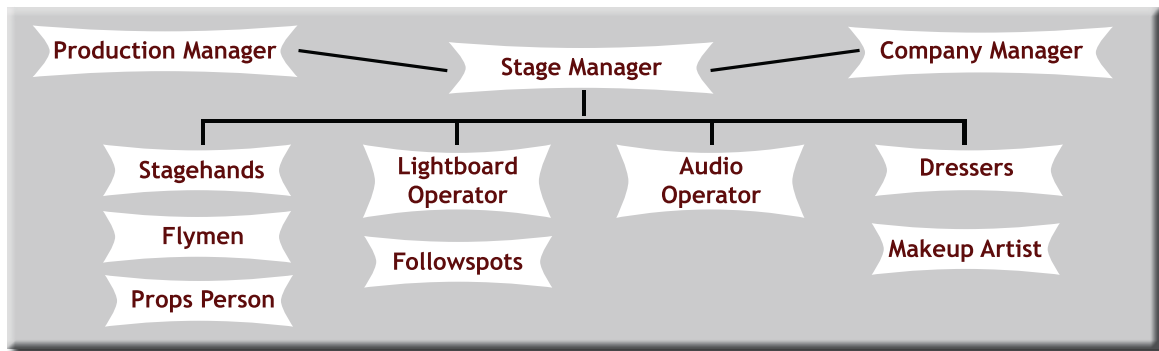 Production Manager
Stage Manager
Company Manager
Stagehands
Lightboard
Operator
Audio
Operator
Dressers
Flymen
Followspots
Makeup Artist
Props Person